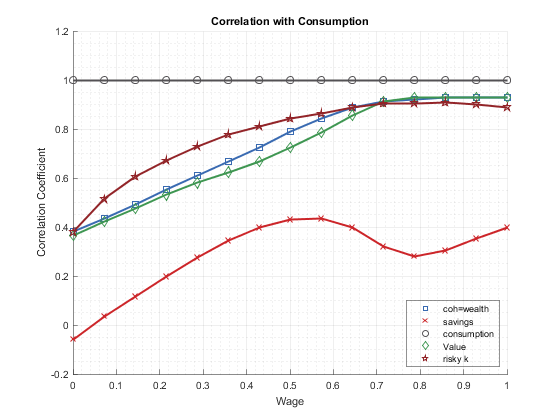 Correlation with Consumption
1.2
1
0.8
0.6
0.4
0.2
0
-0.2
Correlation Coefficient
0 0.1 0.2 0.3 0.4 0.5 0.6 0.7 0.8 0.9 1
Wage
coh=wealth
savings
consumption
Value
risky k